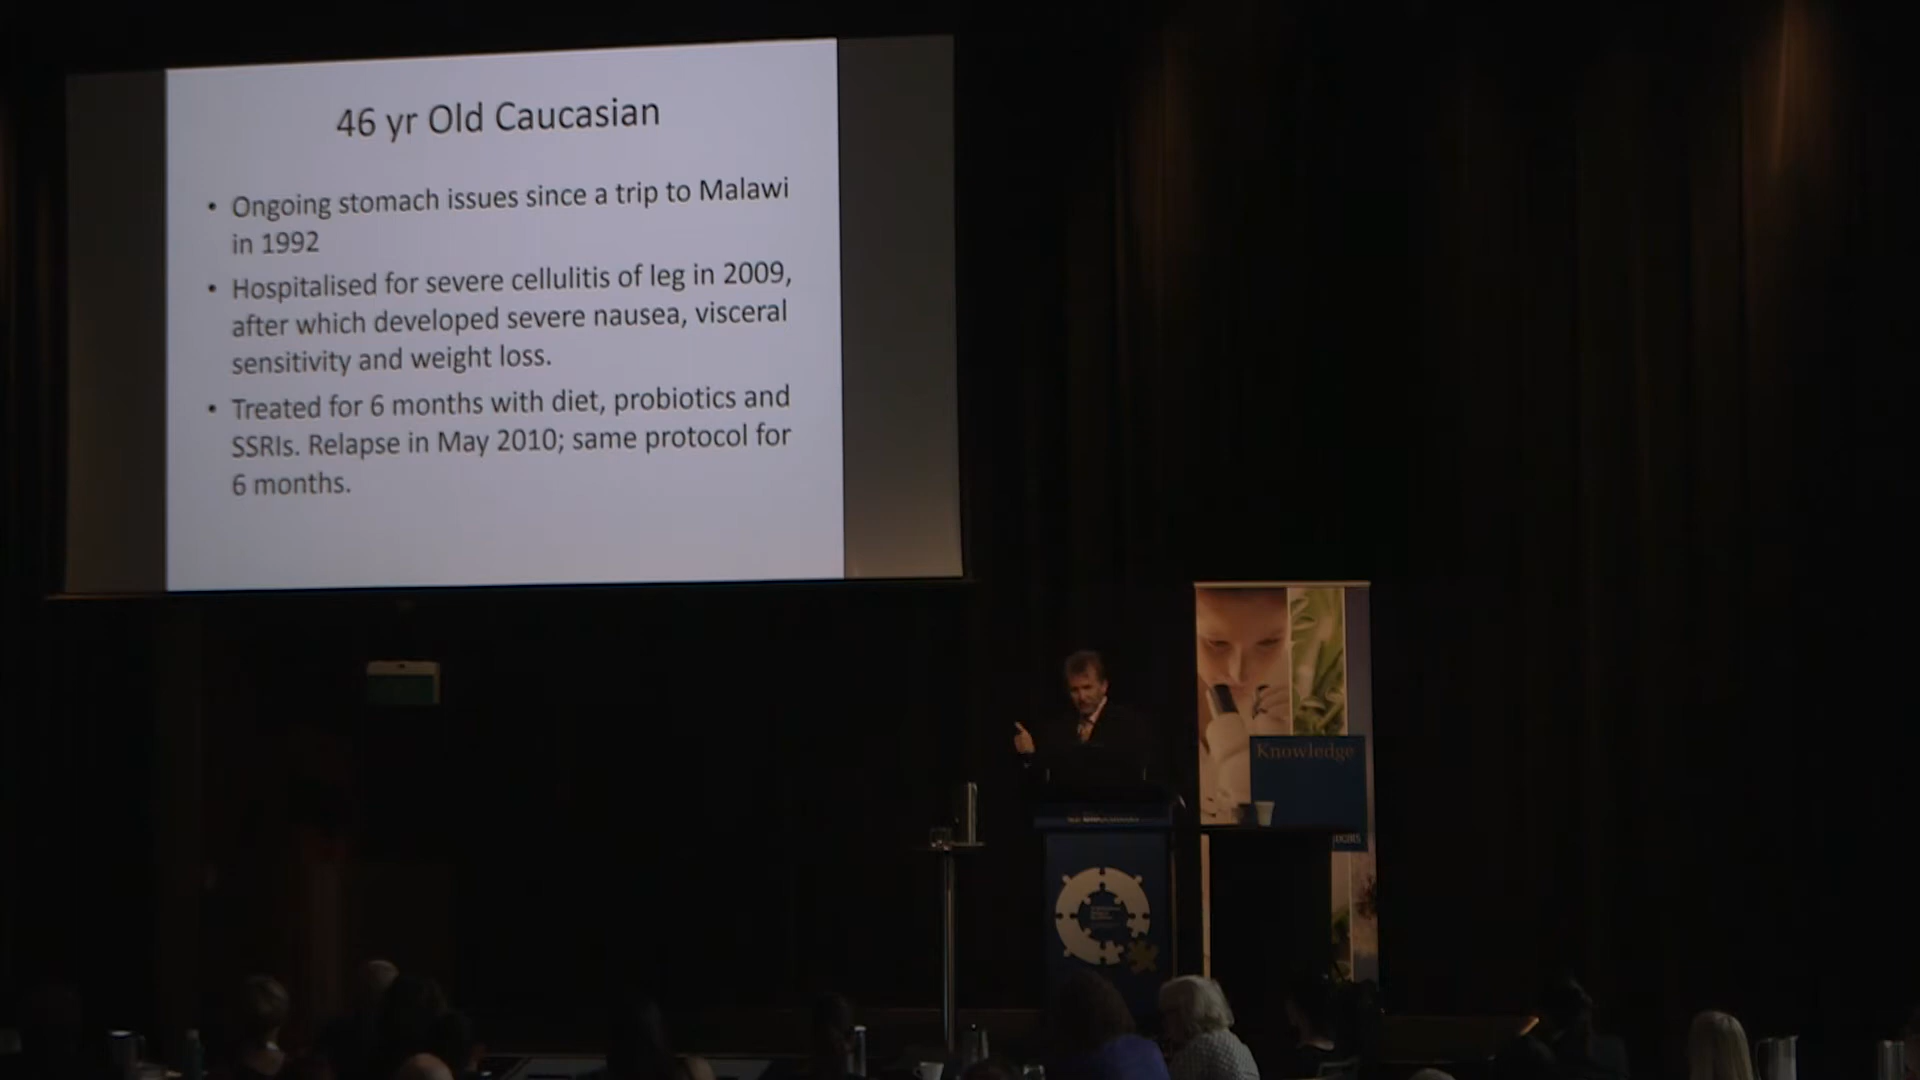 46 yr Old Caucasian
• Ongoing stomach issues since a trip to Malawi
in 1992
• Hospitalised for severe cellulitis of leg in 2009,
after which developed severe nausea, visceral
sensitivity and weight loss.
• Treated for 6 months with diet, probiotics and
SSRIs. Relapse in May 2010; same protocol for
6 months.
Knowledge